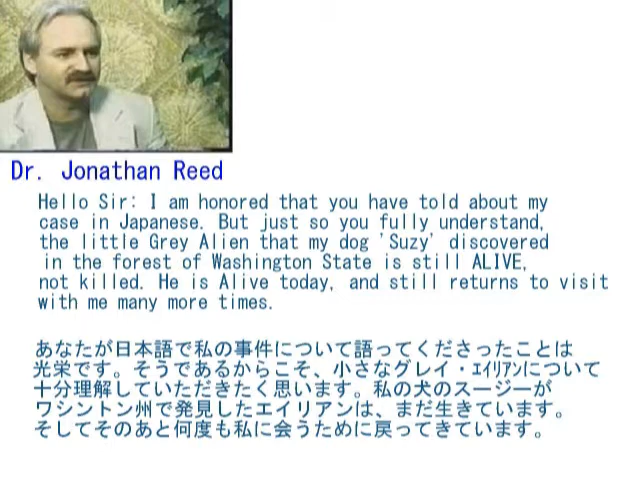 Dr. Jonathan Reed
Hello Sir: I am honored that you have told about my
case in Japanese. But just so you fully understand,
the little Grey Alien that my dog 'Suzy' discovered
in the forest of Washington State is still ALIVE,
not killed. He is Alive today, and still returns to visit
with me many more times.
あなたが日本語で私の事件について語ってくださったことは
光栄です。そうであるからこそ、小さなグレイ・ｴｲﾘｱﾝについて
十分理解していただきたく思います。私の犬のスージーが
ワシントン州で発見したエイリアンは、まだ生きています。
そしてそのあと何度も私に会うために戻ってきています。